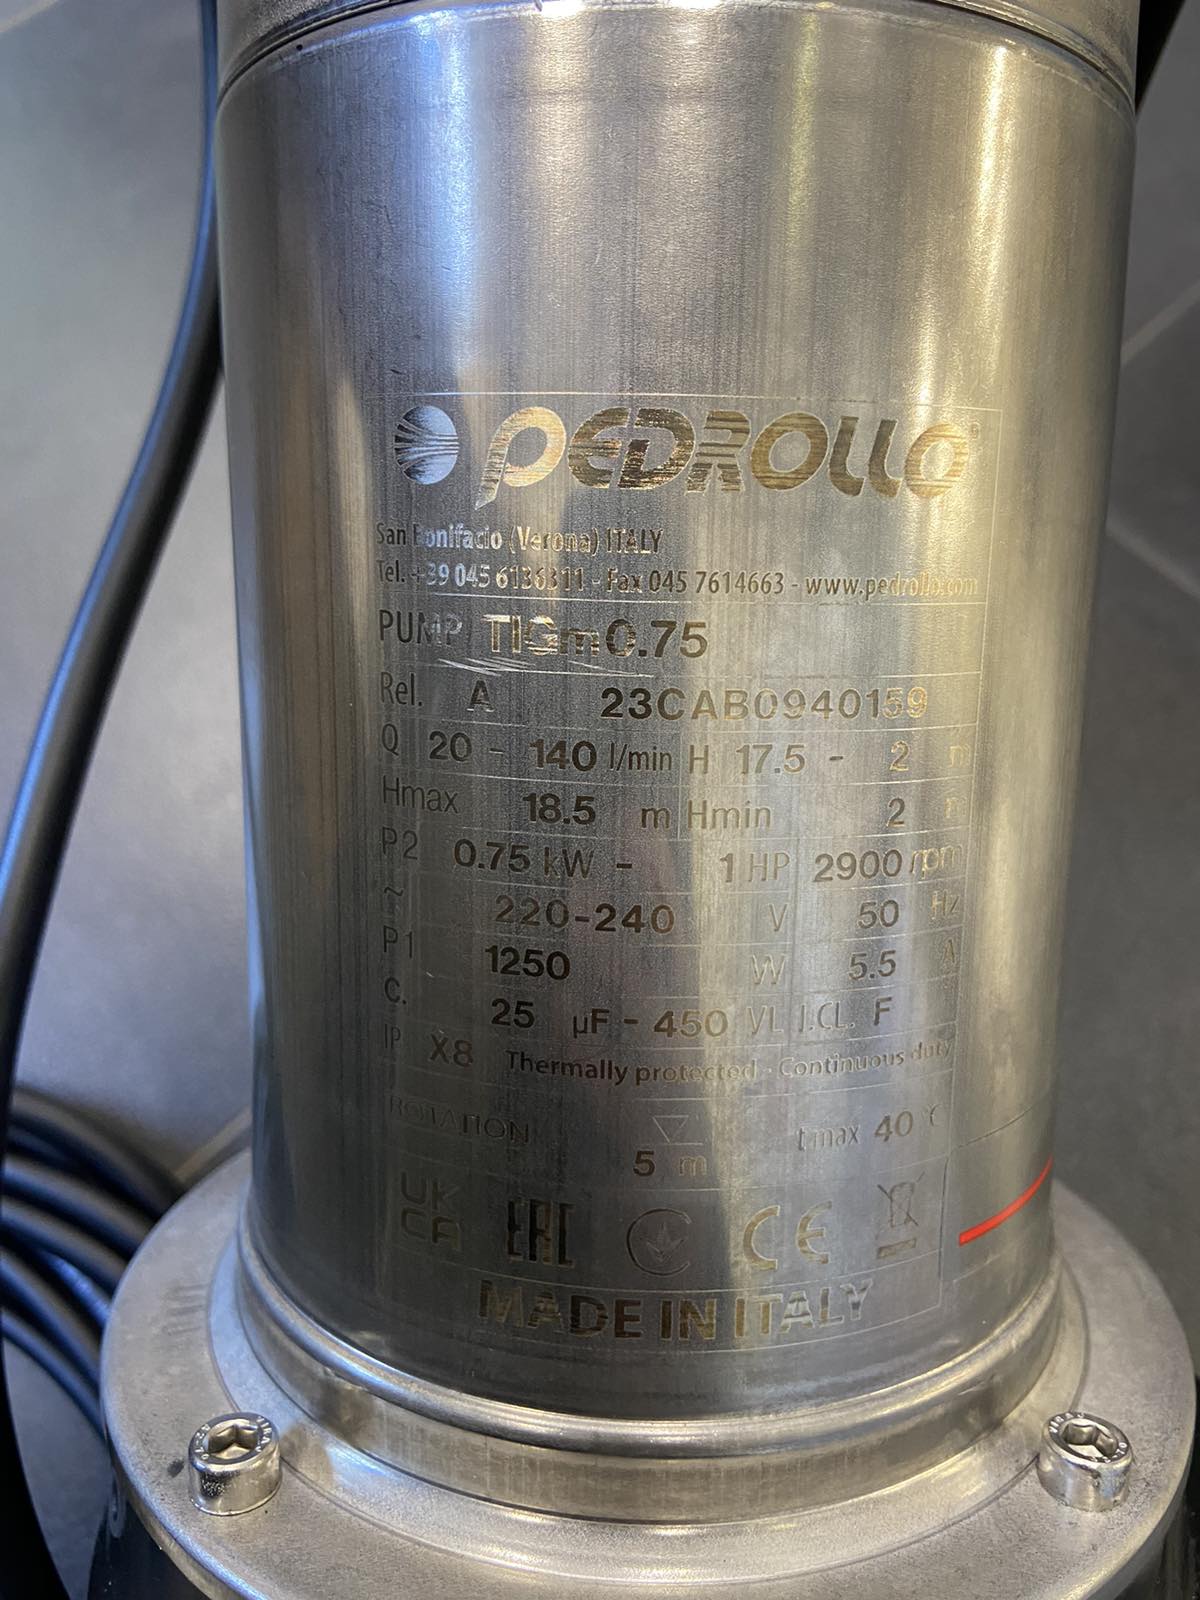 PEDROLLO
San Bonifacio (Verona) ITALY
Tel. +39 045 6136311 - Fax 045 7614663 - www.pedrollo.com
PUMP TIGm 0.75
Rel. A 23CAB0940159
Q 20 - 140 l/min H 17.5 - 2 m
Hmax 18.5 m Hmin 2 m
P2 0.75 kW - 1 HP 2900 rpm
~ 220-240 V 50 Hz
P1 1250 W 5.5 A
C. 25 µF - 450 VL I.CL. F
IP X8 Thermally protected - Continuous duty
ROTATION 5 m t max 40 °C
UK CA EAC CE
MADE IN ITALY